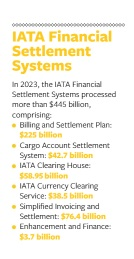 IATA Financial
Settlement
Systems
In 2023, the IATA Financial
Settlement Systems processed
more than $445 billion,
comprising:
Billing and Settlement Plan:
$225 billion
Cargo Account Settlement
System: $42.7 billion
IATA Clearing House:
$58.95 billion
IATA Currency Clearing
Service: $38.5 billion
Simplified Invoicing and
Settlement: $76.4 billion
Enhancement and Finance:
$3.7 billion